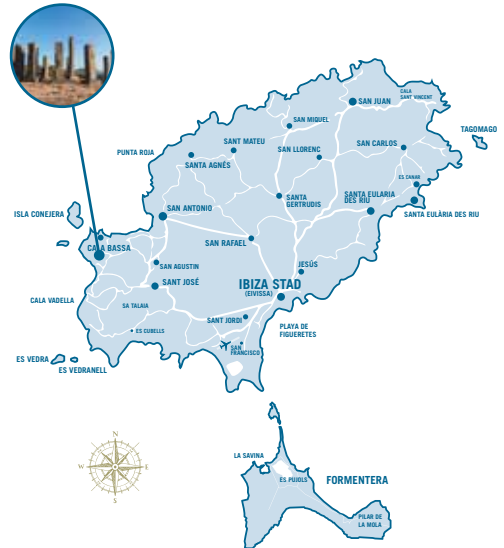 SAN JUAN
CALA
SANT VINCENT
SAN MIQUEL
TAGOMAGO
SANT MATEU
SAN LLORENC
SAN CARLOS
PUNTA ROJA
SANTA AGNÉS
ES CANAR
SANTA
GERTRUDIS
SANTA EULARIA
DES RIU
ISLA CONEJERA
SAN ANTONIO
SANTA EULÀRIA DES RIU
SAN RAFAEL
CALA BASSA
SAN AGUSTIN
JESÚS
SANT JOSÉ
IBIZA STAD
(EIVISSA)
CALA VADELLA
SA TALAIA
SANT JORDI
PLAYA DE
FIGUERETES
ES CUBELLS
SAN
FRANCISCO
ES VEDRA
ES VEDRANELL
N
W
E
S
LA SAVINA
ES PUJOLS
FORMENTERA
PILAR DE
LA MOLA